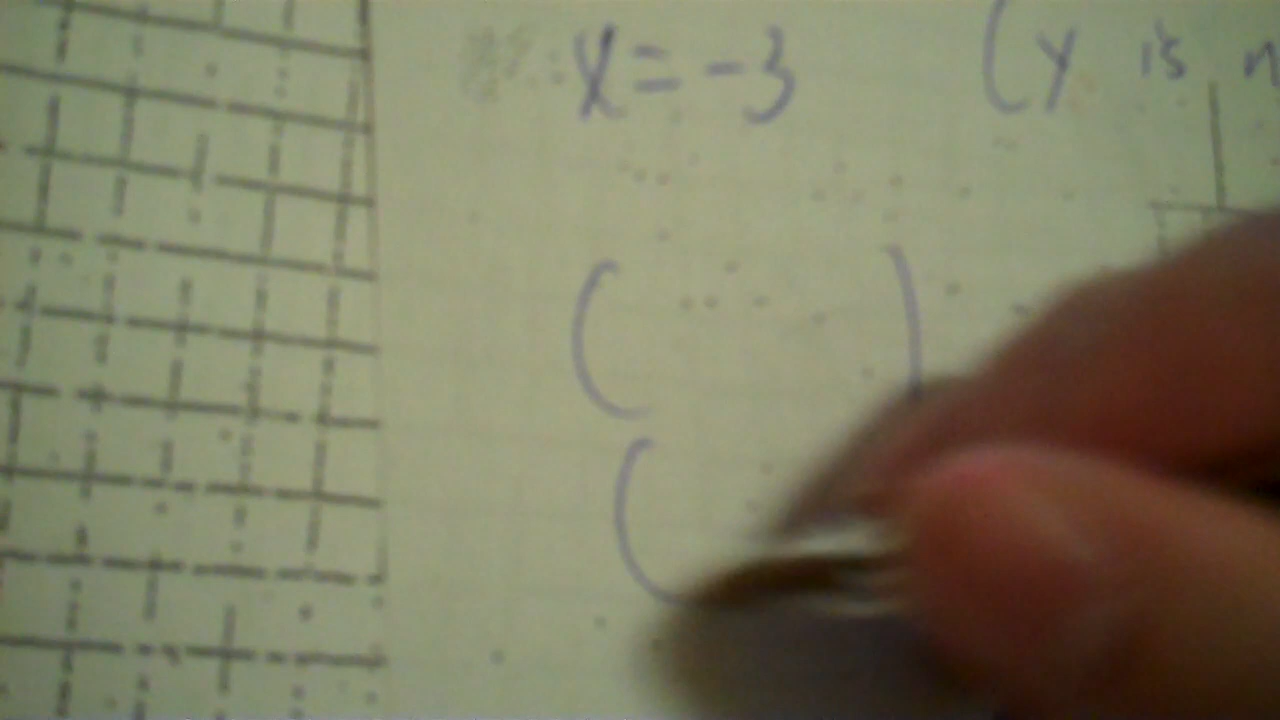 x = -3 (y is
( )
(